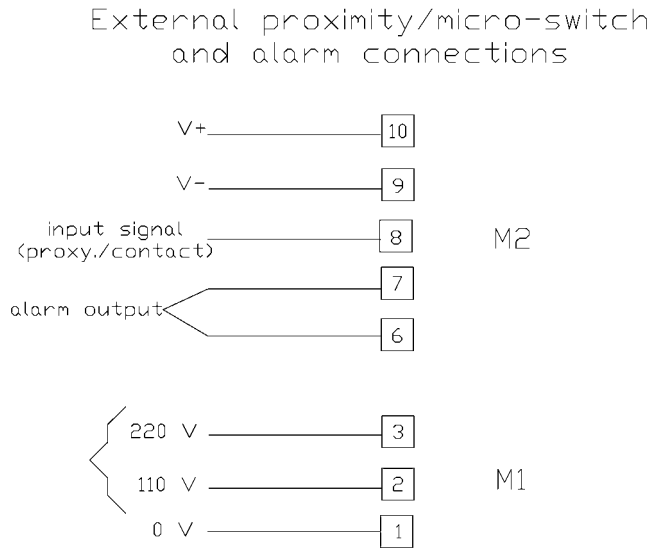 External proximity/micro-switch
and alarm connections
V+ 10
V- 9
input signal
(proxy./contact) 8 M2
7
alarm output
6
220 V 3
110 V 2 M1
0 V 1